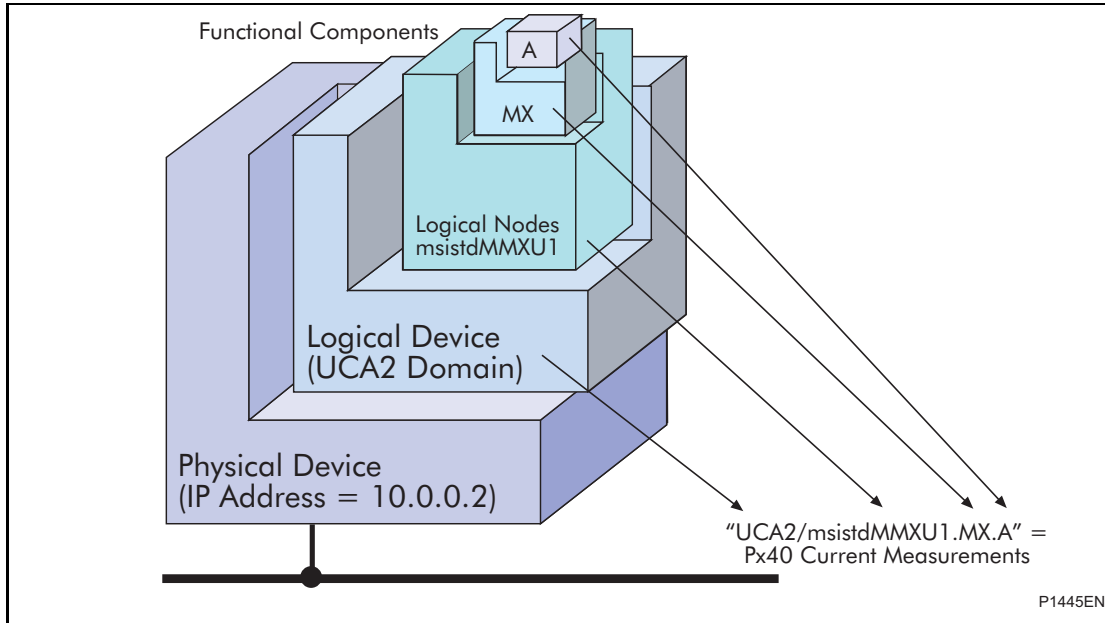 Functional Components
A
MX
Logical Nodes
msistdMMXU1
Logical Device
(UCA2 Domain)
Physical Device
(IP Address = 10.0.0.2)
“UCA2/msistdMMXU1.MX.A” =
Px40 Current Measurements
P1445EN